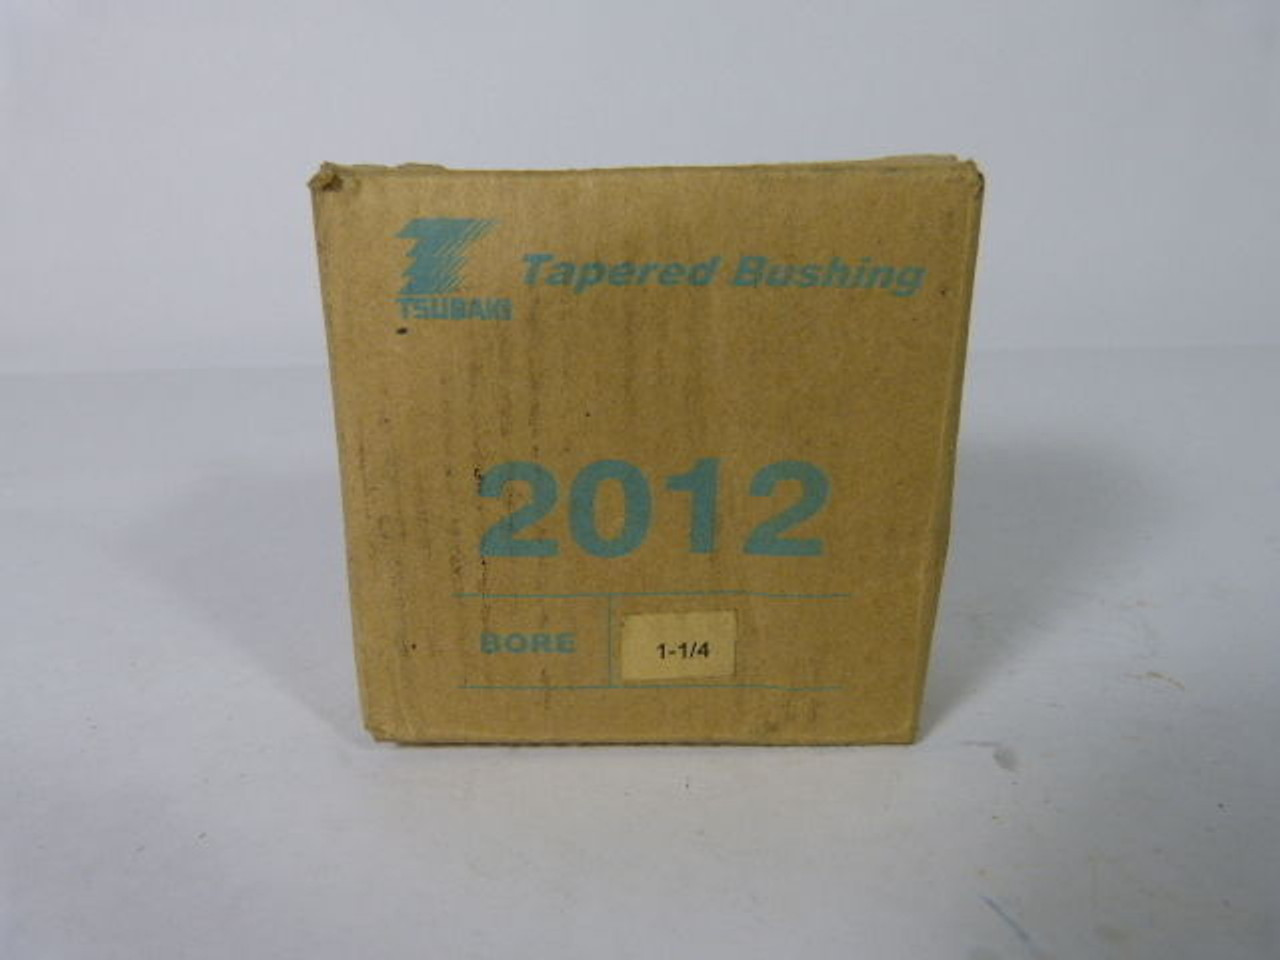 TSUBAKI
Tapered Bushing
2012
BORE 1-1/4